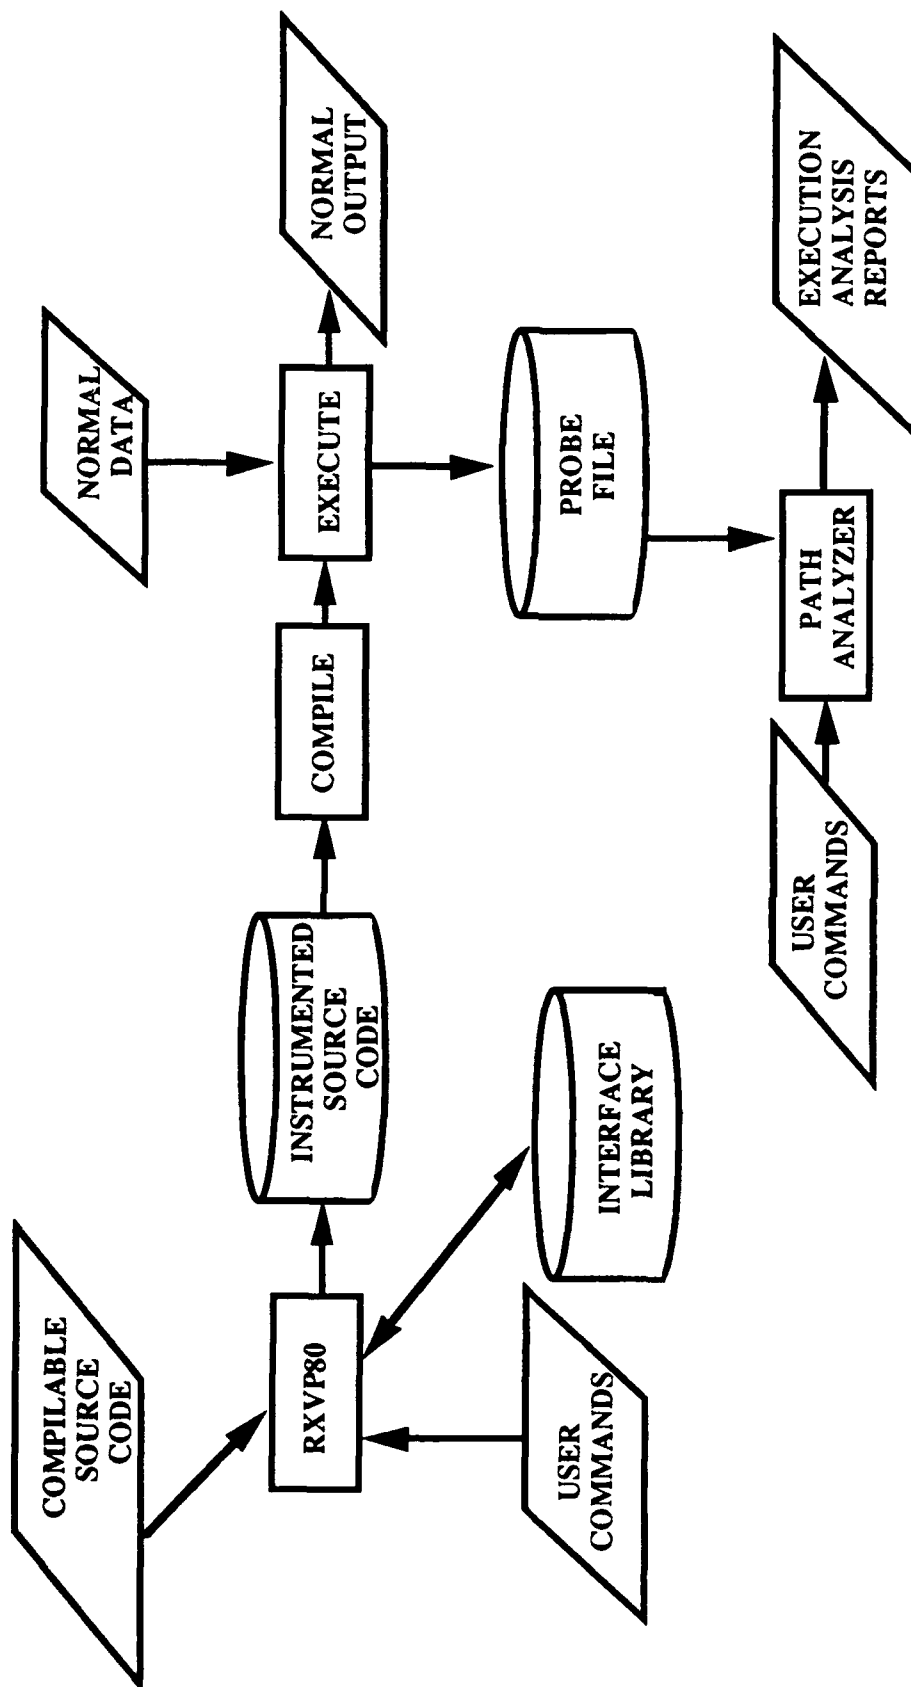 COMPILABLE
SOURCE
CODE
NORMAL
DATA
RXVP80
INSTRUMENTED
SOURCE
CODE
COMPILE
EXECUTE
NORMAL
OUTPUT
USER
COMMANDS
INTERFACE
LIBRARY
PROBE
FILE
USER
COMMANDS
PATH
ANALYZER
EXECUTION
ANALYSIS
REPORTS